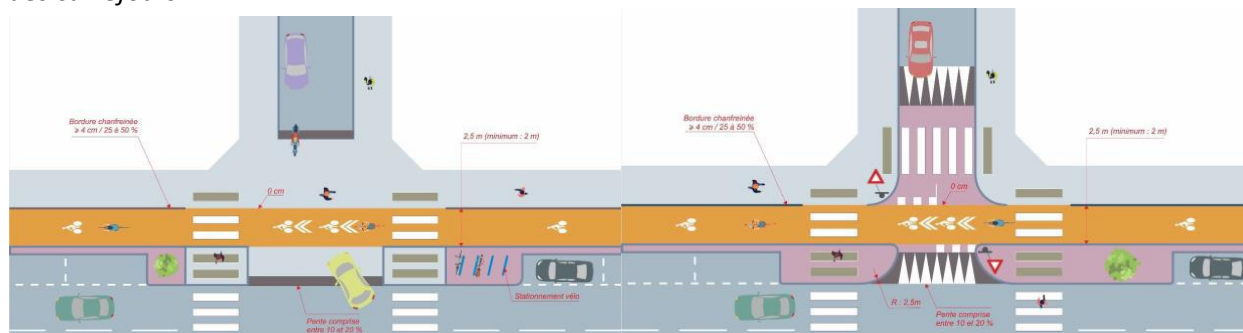 Bordure chanfreinée
≥ 4 cm / 25 à 50 %
2,5 m (minimum : 2 m)
0 cm
Stationnement vélo
Pente comprise
entre 10 et 20 %
Bordure chanfreinée
≥ 4 cm / 25 à 50 %
2,5 m (minimum : 2 m)
0 cm
R : 2,5m
Pente comprise
entre 10 et 20 %